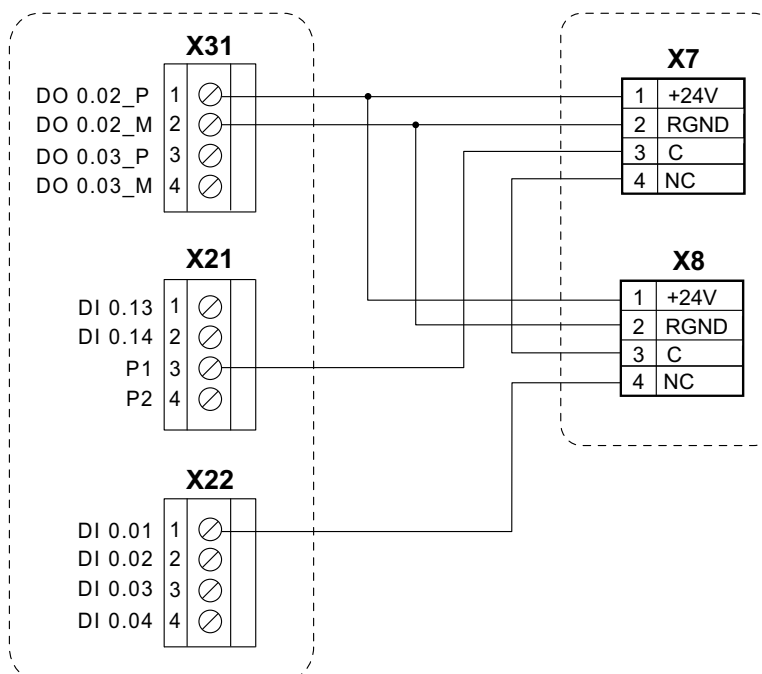 X31
DO 0.02_P 1
DO 0.02_M 2
DO 0.03_P 3
DO 0.03_M 4
X21
DI 0.13 1
DI 0.14 2
P1 3
P2 4
X22
DI 0.01 1
DI 0.02 2
DI 0.03 3
DI 0.04 4
X7
1 +24V
2 RGND
3 C
4 NC
X8
1 +24V
2 RGND
3 C
4 NC